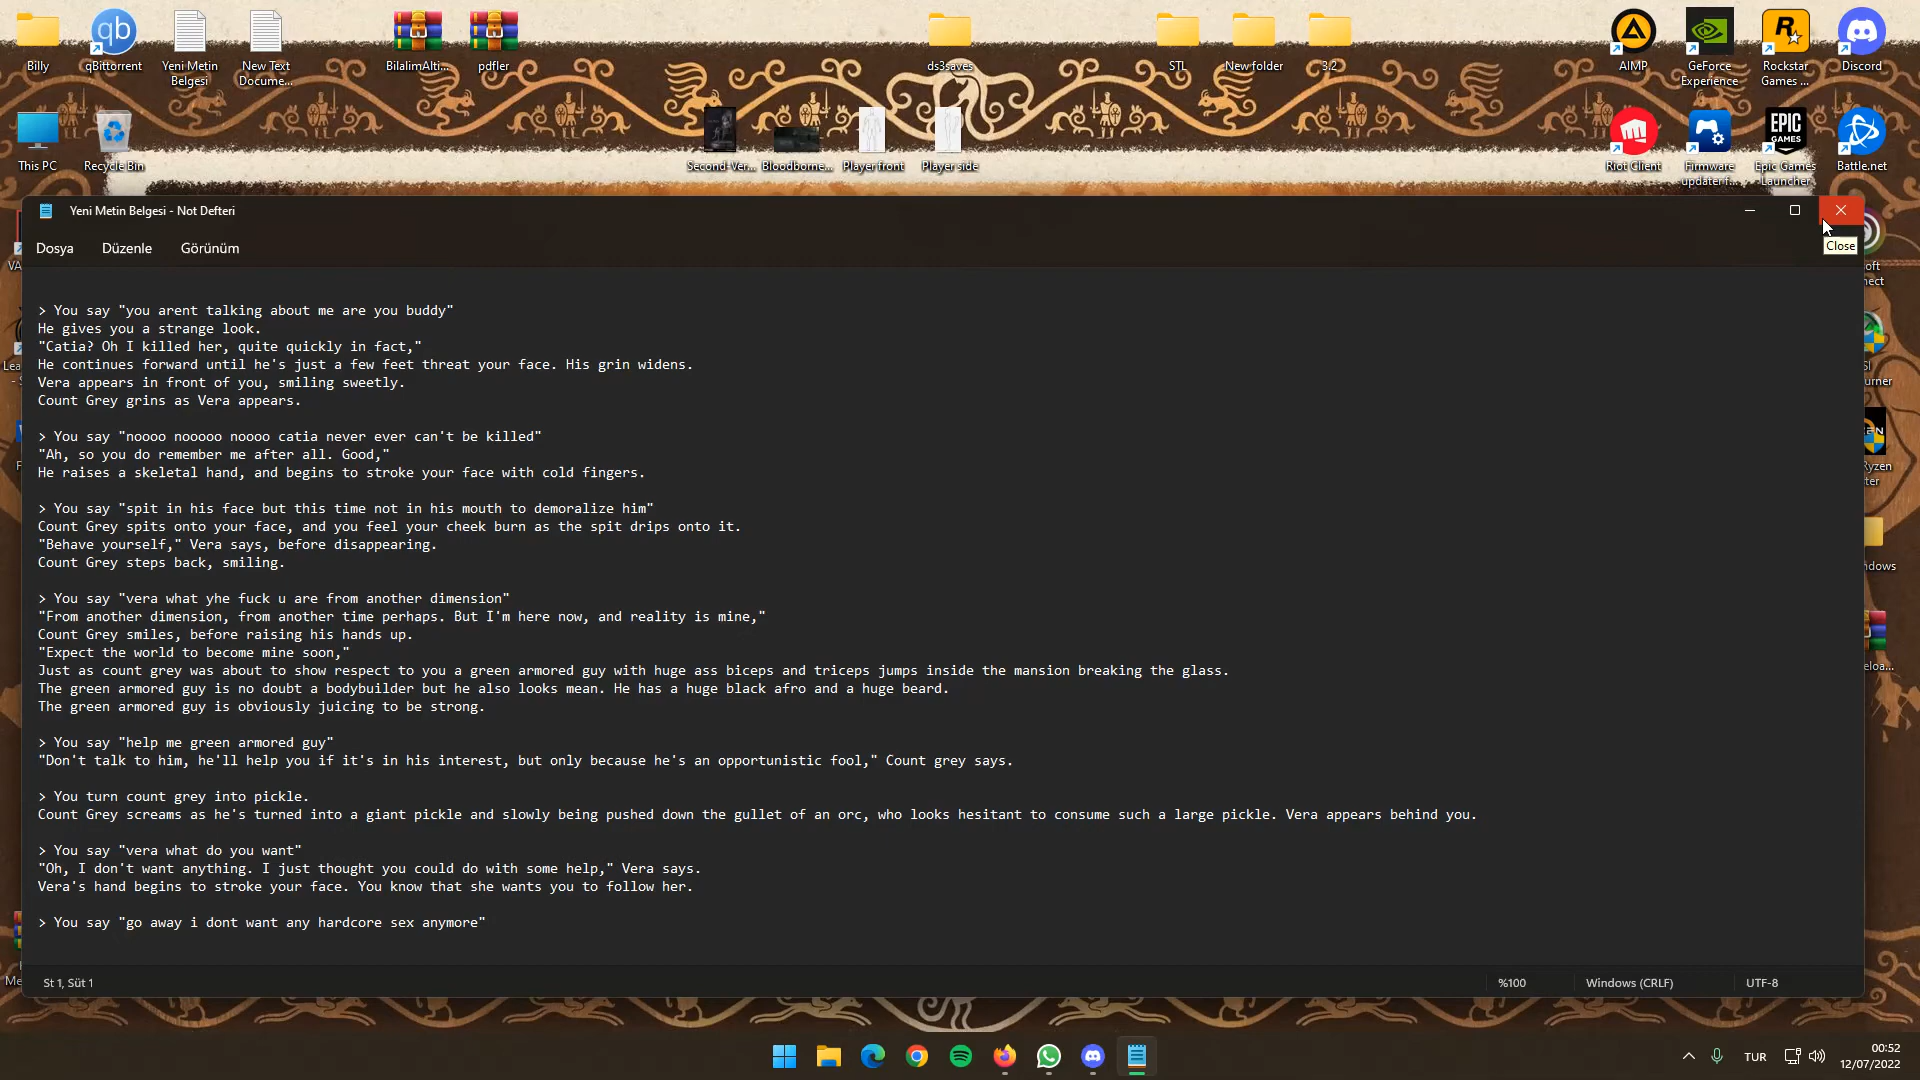 Billy
qBittorrent
Yeni Metin
Belgesi
New Text
Docume...
BilalimAlti...
pdfler
ds3saves
STL
New folder
3.2
AIMP
GeForce
Experience
Rockstar
Games ...
Discord
This PC
Recycle Bin
Second-Ver...
Bloodborne...
Player front
Player side
Riot Client
Firmware
updater f...
Epic Games
Launcher
Battle.net
Yeni Metin Belgesi - Not Defteri
Close
Dosya Düzenle Görünüm
> You say "you arent talking about me are you buddy"
He gives you a strange look.
"Catia? Oh I killed her, quite quickly in fact,"
He continues forward until he's just a few feet threat your face. His grin widens.
Vera appears in front of you, smiling sweetly.
Count Grey grins as Vera appears.
> You say "noooo nooooo noooo catia never ever can't be killed"
"Ah, so you do remember me after all. Good,"
He raises a skeletal hand, and begins to stroke your face with cold fingers.
> You say "spit in his face but this time not in his mouth to demoralize him"
Count Grey spits onto your face, and you feel your cheek burn as the spit drips onto it.
"Behave yourself," Vera says, before disappearing.
Count Grey steps back, smiling.
> You say "vera what yhe fuck u are from another dimension"
"From another dimension, from another time perhaps. But I'm here now, and reality is mine,"
Count Grey smiles, before raising his hands up.
"Expect the world to become mine soon,"
Just as count grey was about to show respect to you a green armored guy with huge ass biceps and triceps jumps inside the mansion breaking the glass.
The green armored guy is no doubt a bodybuilder but he also looks mean. He has a huge black afro and a huge beard.
The green armored guy is obviously juicing to be strong.
> You say "help me green armored guy"
"Don't talk to him, he'll help you if it's in his interest, but only because he's an opportunistic fool," Count grey says.
> You turn count grey into pickle.
Count Grey screams as he's turned into a giant pickle and slowly being pushed down the gullet of an orc, who looks hesitant to consume such a large pickle. Vera appears behind you.
> You say "vera what do you want"
"Oh, I don't want anything. I just thought you could do with some help," Vera says.
Vera's hand begins to stroke your face. You know that she wants you to follow her.
> You say "go away i dont want any hardcore sex anymore"
St 1, Süt 1
%100
Windows (CRLF)
UTF-8
TUR
00:52
12/07/2022